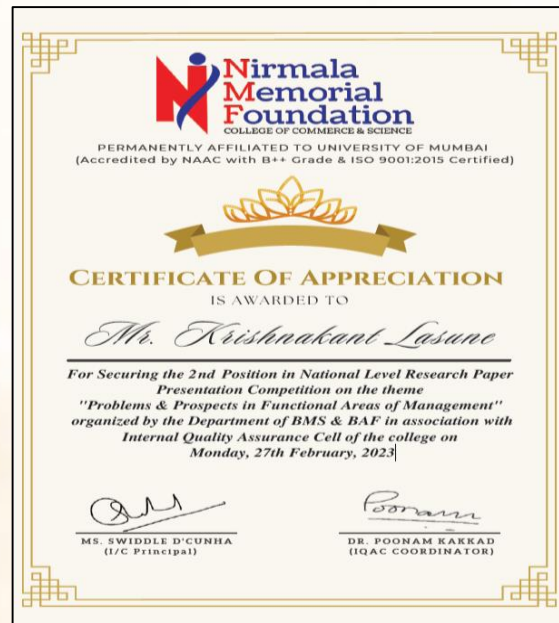 Nirmala
Memorial
Foundation
COLLEGE OF COMMERCE & SCIENCE
PERMANENTLY AFFILIATED TO UNIVERSITY OF MUMBAI
(Accredited by NAAC with B++ Grade & ISO 9001:2015 Certified)
CERTIFICATE OF APPRECIATION
IS AWARDED TO
Mr. Krishnakant Lasune
For Securing the 2nd Position in National Level Research Paper
Presentation Competition on the theme
"Problems & Prospects in Functional Areas of Management"
organized by the Department of BMS & BAF in association with
Internal Quality Assurance Cell of the college on
Monday, 27th February, 2023
Poonam
MS. SWIDDLE D'CUNHA
(I/C Principal)
DR. POONAM KAKKAD
(IQAC COORDINATOR)